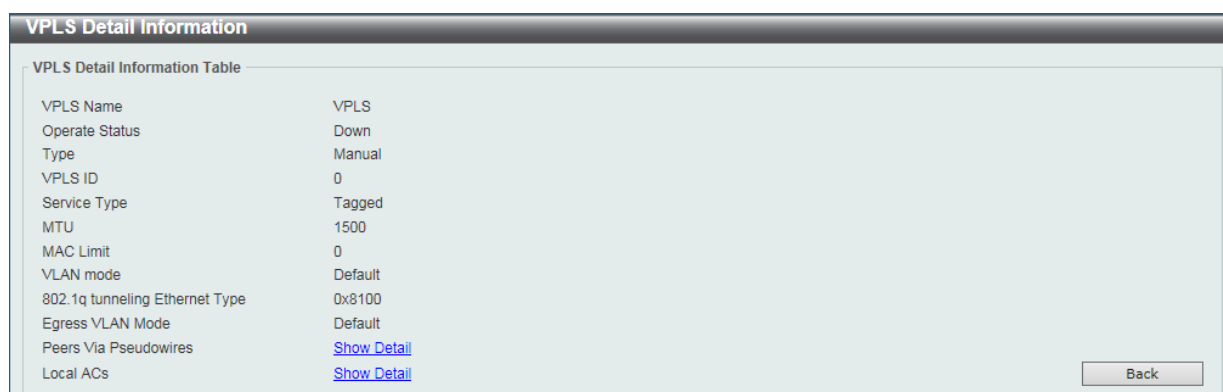 VPLS Detail Information
VPLS Detail Information Table
VPLS Name VPLS
Operate Status Down
Type Manual
VPLS ID 0
Service Type Tagged
MTU 1500
MAC Limit 0
VLAN mode Default
802.1q tunneling Ethernet Type 0x8100
Egress VLAN Mode Default
Peers Via Pseudowires Show Detail
Local ACs Show Detail Back